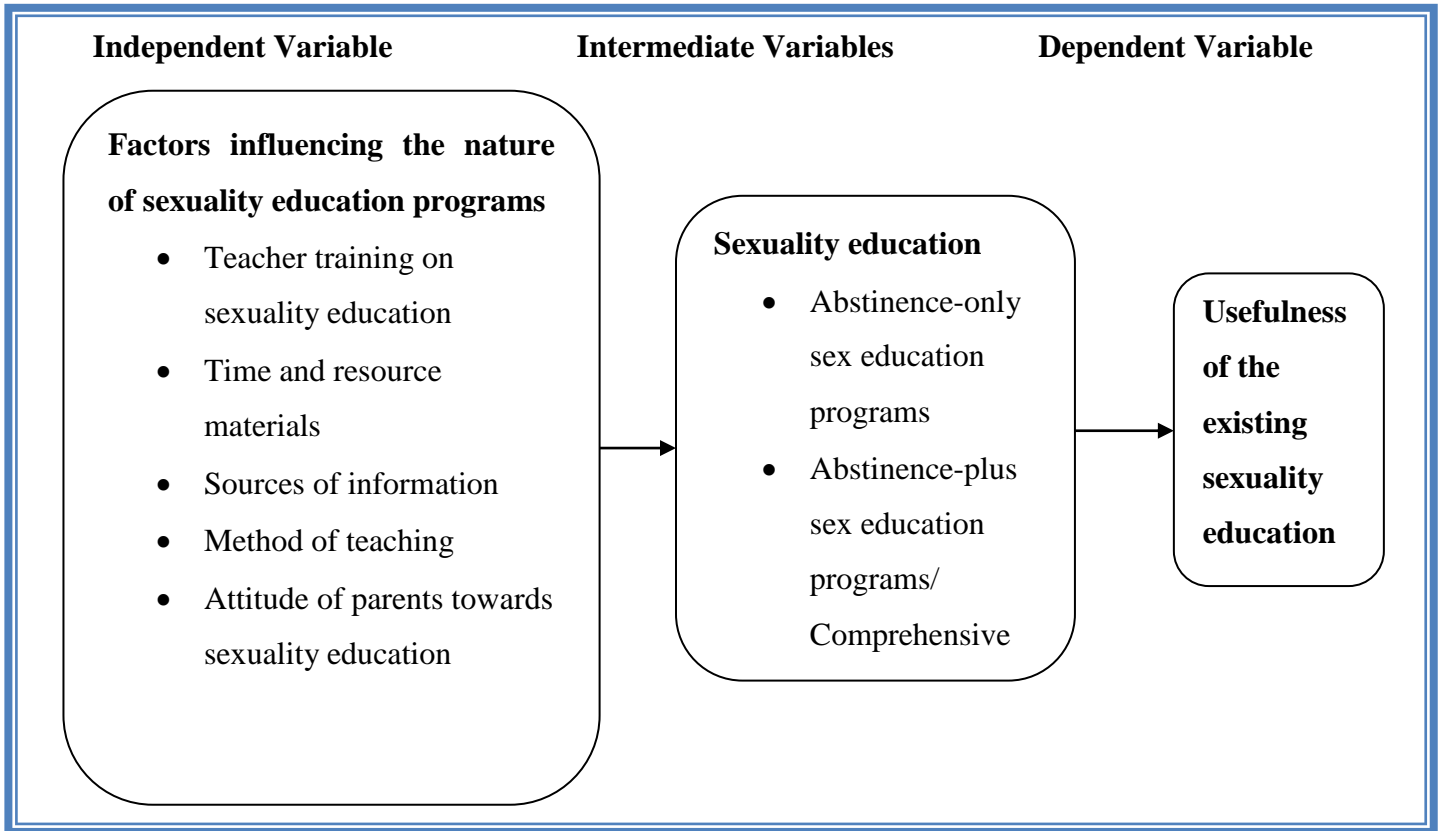 Independent Variable Intermediate Variables Dependent Variable
Factors influencing the nature
of sexuality education programs
• Teacher training on
sexuality education
• Time and resource
materials
• Sources of information
• Method of teaching
• Attitude of parents towards
sexuality education
Sexuality education
• Abstinence-only
sex education
programs
• Abstinence-plus
sex education
programs/
Comprehensive
Usefulness
of the
existing
sexuality
education